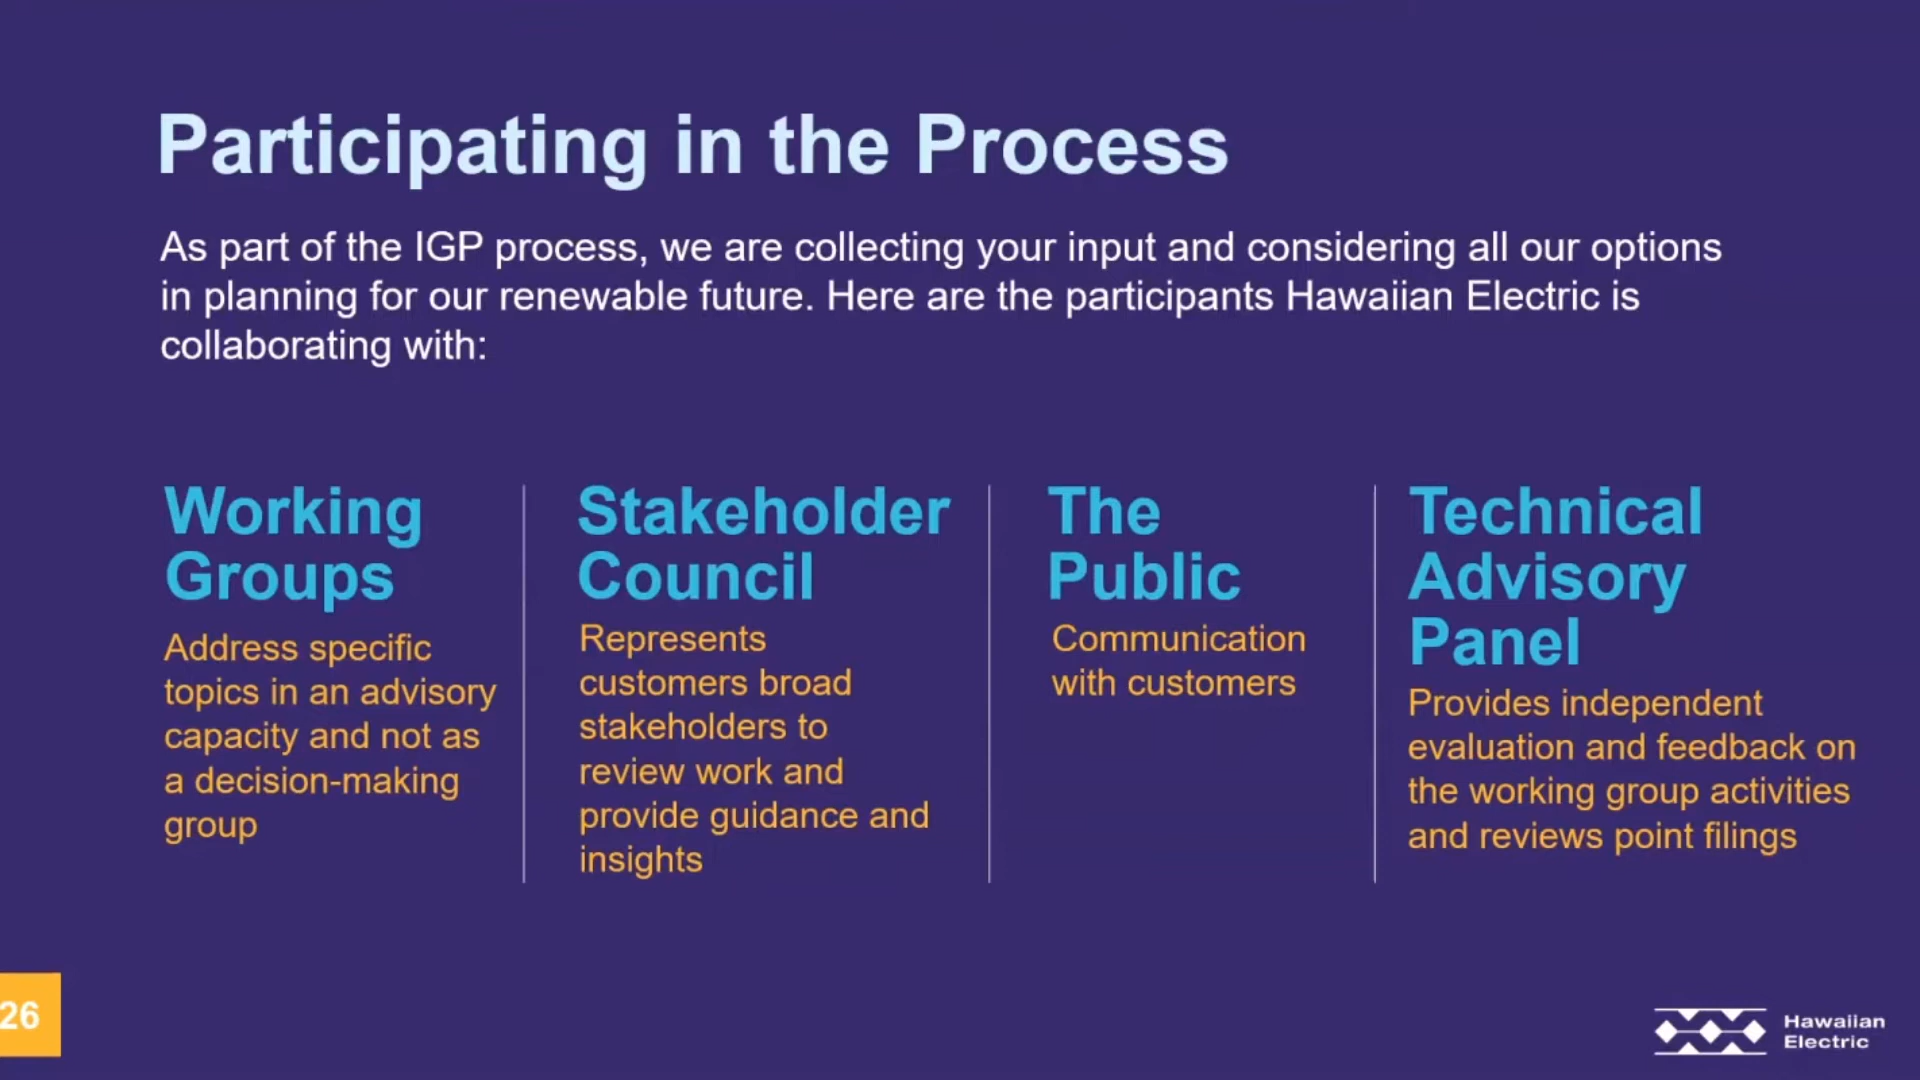 Participating in the Process
As part of the IGP process, we are collecting your input and considering all our options
in planning for our renewable future. Here are the participants Hawaiian Electric is
collaborating with:
Working
Groups
Address specific
topics in an advisory
capacity and not as
a decision-making
group
Stakeholder
Council
Represents
customers broad
stakeholders to
review work and
provide guidance and
insights
The
Public
Communication
with customers
Technical
Advisory
Panel
Provides independent
evaluation and feedback on
the working group activities
and reviews point filings
26
Hawaiian
Electric